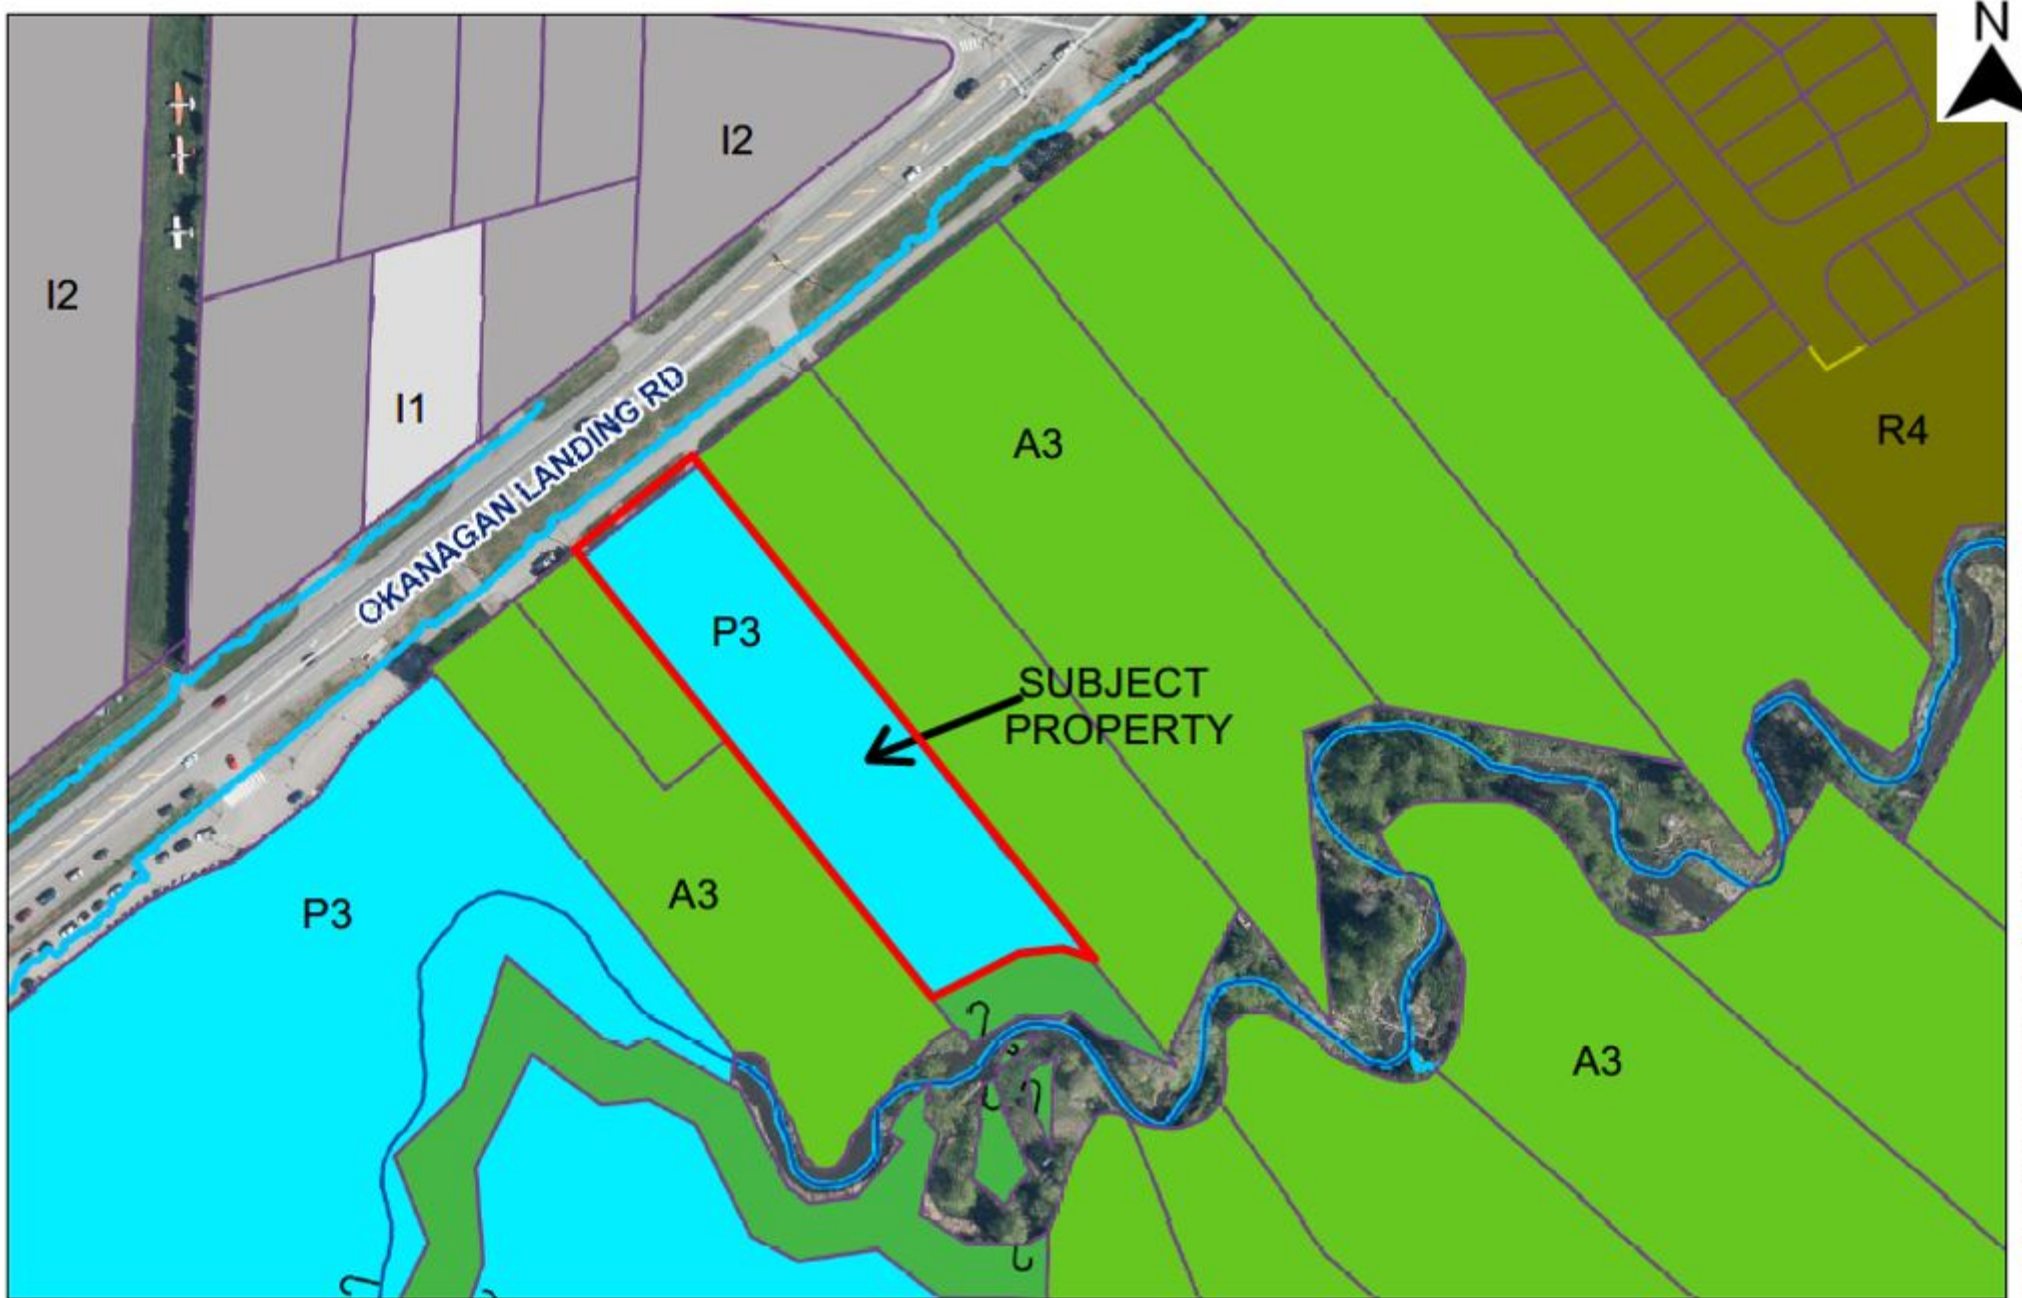 N
I2
I2
I1
OKANAGAN LANDING RD
A3
R4
P3
SUBJECT
PROPERTY
A3
P3
A3